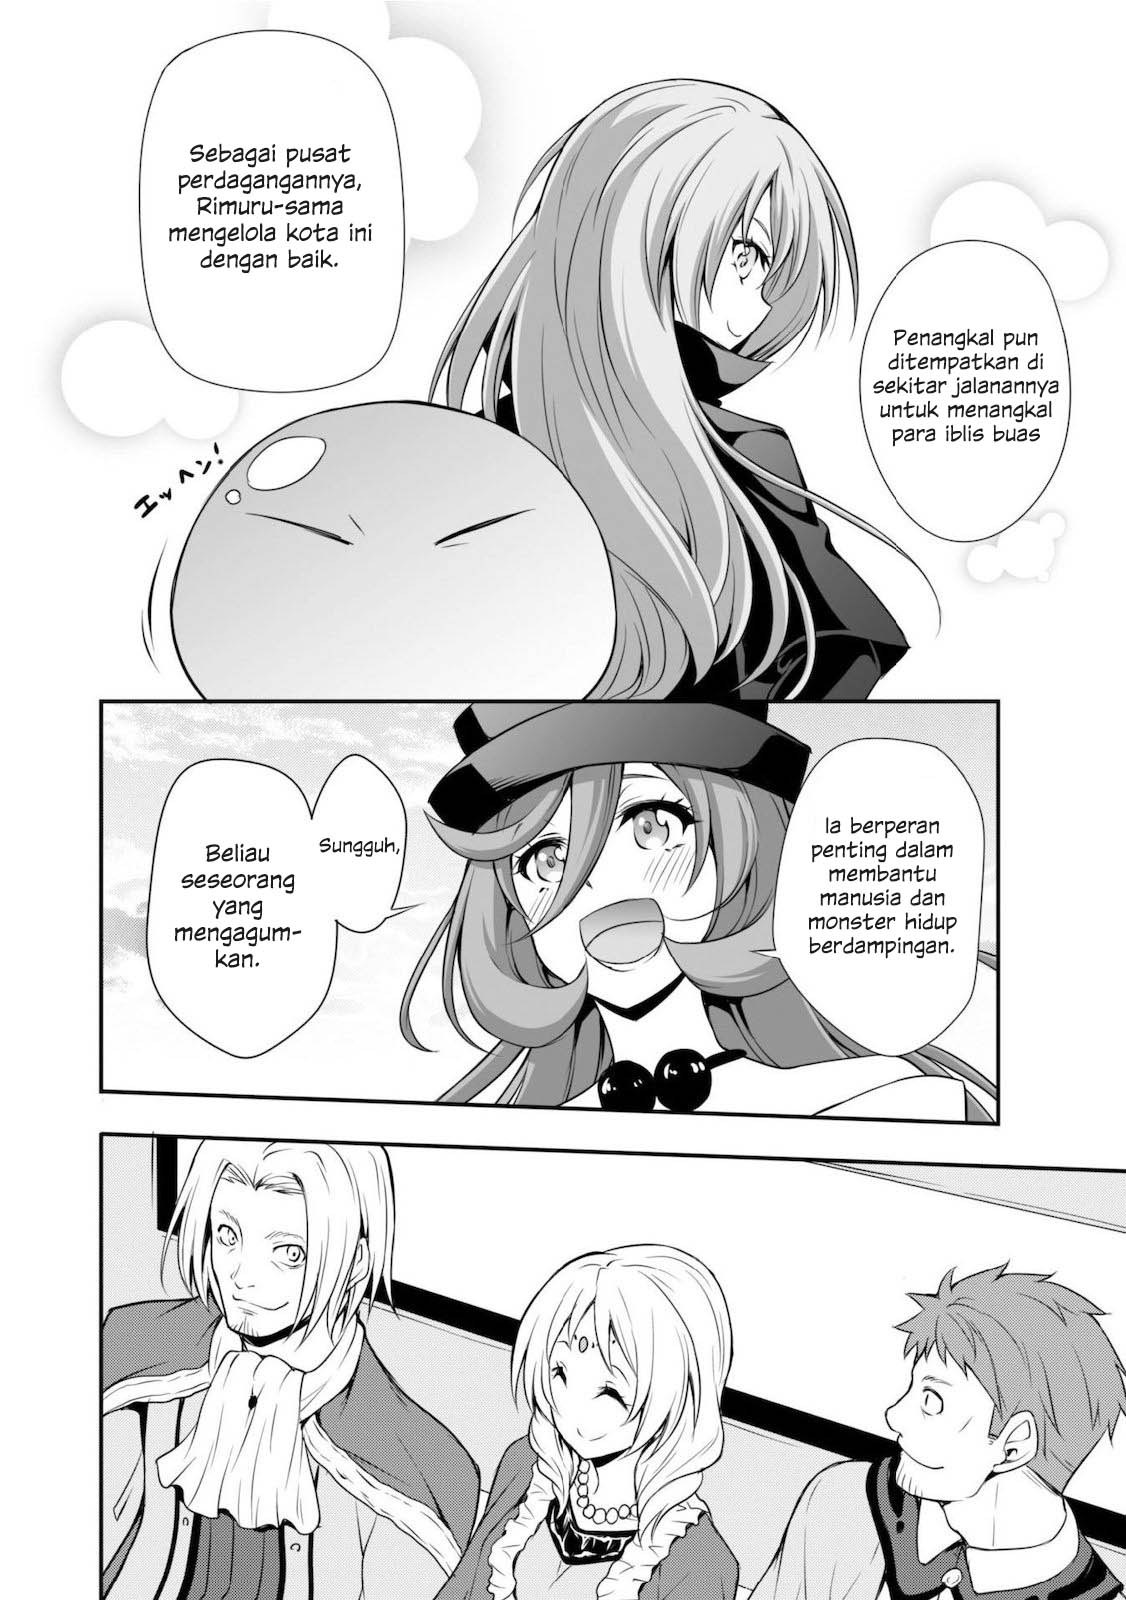 Penangkal pun
ditempatkan di
sekitar jalanannya
untuk menangkal
para iblis buas
Sebagai pusat
perdagangannya,
Rimuru-sama
mengelola kota ini
dengan baik.
エッヘン!
Ia berperan
penting dalam
membantu
manusia dan
monster hidup
berdampingan.
Sungguh,
Beliau
seseorang
yang
mengagum-
kan.